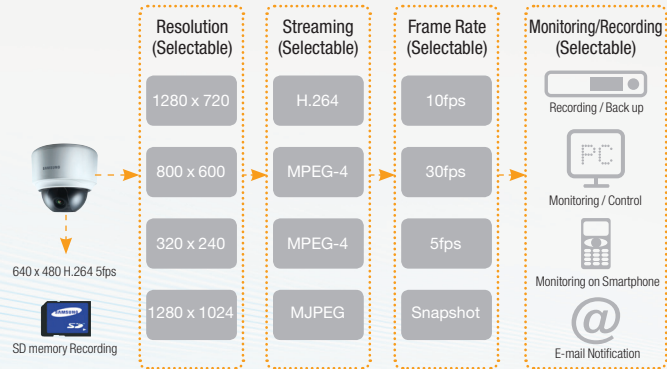 Resolution
(Selectable)
Streaming
(Selectable)
Frame Rate
(Selectable)
Monitoring/Recording
(Selectable)
1280 x 720
H.264
10fps
Recording / Back up
800 x 600
MPEG-4
30fps
PC
Monitoring / Control
320 x 240
MPEG-4
5fps
Monitoring on Smartphone
1280 x 1024
MJPEG
Snapshot
@
E-mail Notification
SAMSUNG
640 x 480 H.264 5fps
SAMSUNG
SD
SD memory Recording